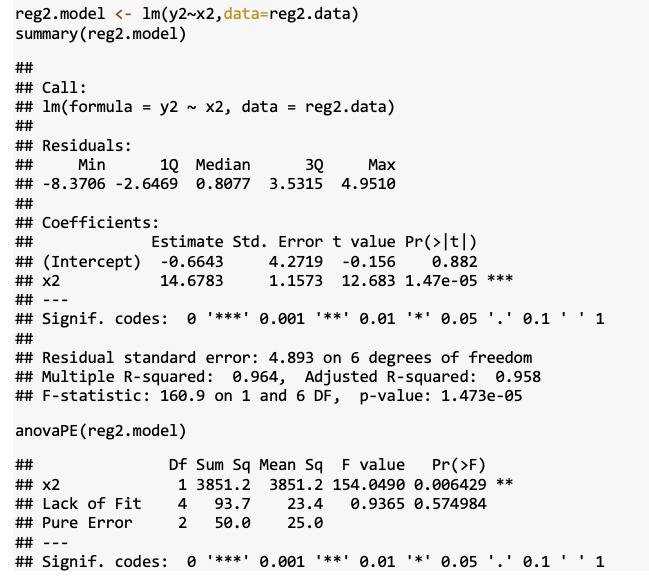 reg2.model <- lm(y2~x2,data=reg2.data)
summary(reg2.model)
##
## Call:
## lm(formula = y2 ~ x2, data = reg2.data)
##
## Residuals:
##     Min      1Q  Median      3Q     Max
## -8.3706 -2.6469  0.8077  3.5315  4.9510
##
## Coefficients:
##             Estimate Std. Error t value Pr(>|t|)
## (Intercept)  -0.6643     4.2719  -0.156    0.882
## x2           14.6783     1.1573  12.683 1.47e-05 ***
## ---
## Signif. codes:  0 '***' 0.001 '**' 0.01 '*' 0.05 '.' 0.1 ' ' 1
##
## Residual standard error: 4.893 on 6 degrees of freedom
## Multiple R-squared:  0.964, Adjusted R-squared:  0.958
## F-statistic: 160.9 on 1 and 6 DF,  p-value: 1.473e-05
anovaPE(reg2.model)
##             Df Sum Sq Mean Sq  F value   Pr(>F)
## x2           1 3851.2  3851.2 154.0490 0.006429 **
## Lack of Fit  4   93.7    23.4   0.9365 0.574984
## Pure Error   2   50.0    25.0
## ---
## Signif. codes:  0 '***' 0.001 '**' 0.01 '*' 0.05 '.' 0.1 ' ' 1